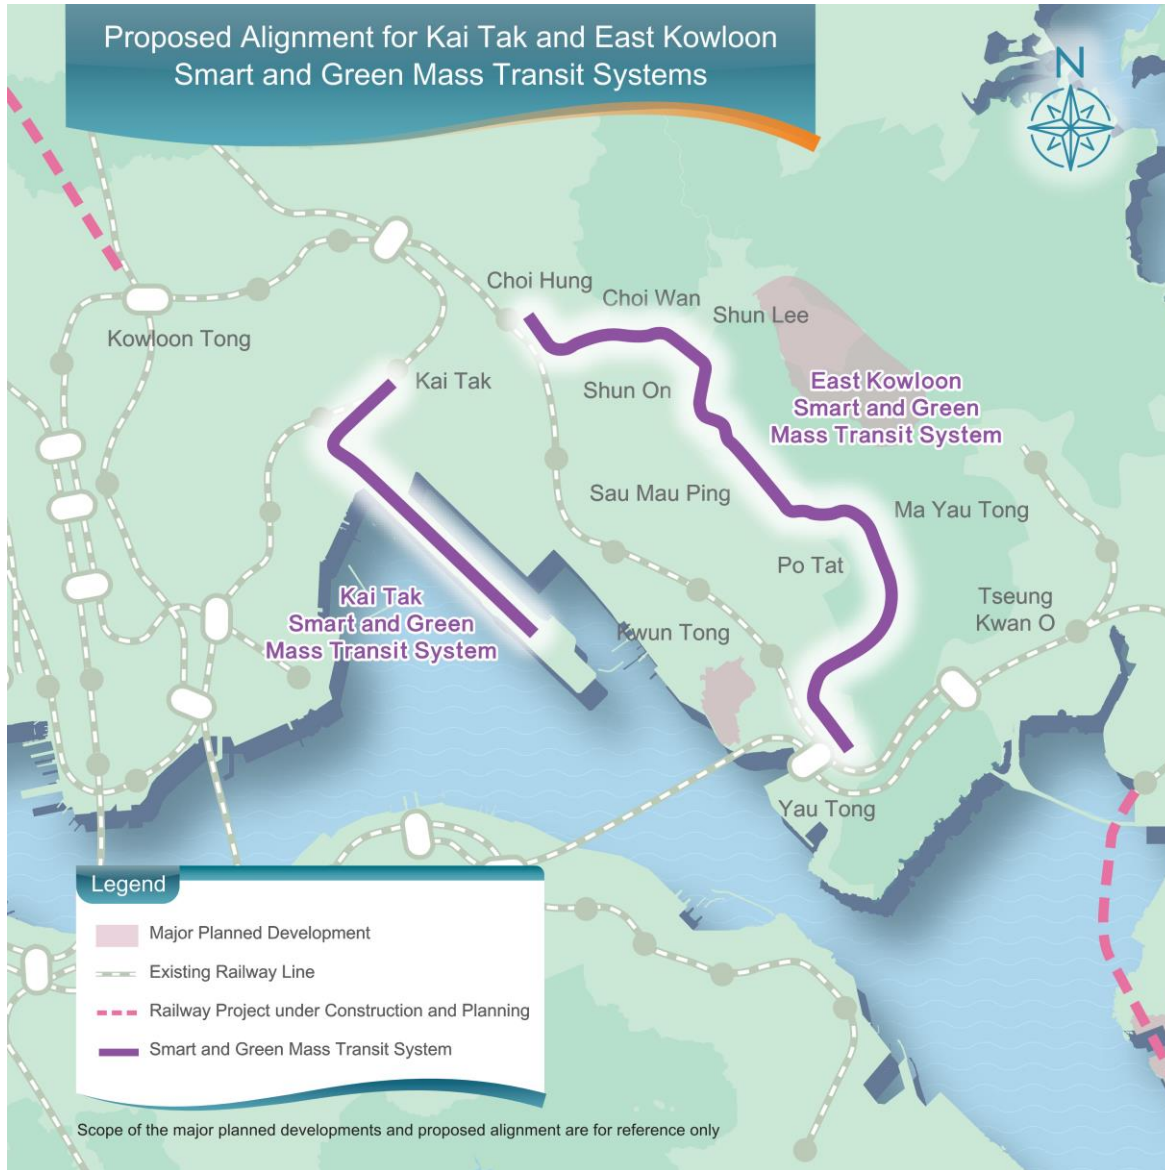 Proposed Alignment for Kai Tak and East Kowloon
Smart and Green Mass Transit Systems
N
Choi Hung
Choi Wan
Shun Lee
Kowloon Tong
Kai Tak
Shun On
East Kowloon
Smart and Green
Mass Transit System
Sau Mau Ping
Ma Yau Tong
Po Tat
Kai Tak
Smart and Green
Mass Transit System
Tseung
Kwan O
Kwun Tong
Yau Tong
Legend
Major Planned Development
Existing Railway Line
Railway Project under Construction and Planning
Smart and Green Mass Transit System
Scope of the major planned developments and proposed alignment are for reference only